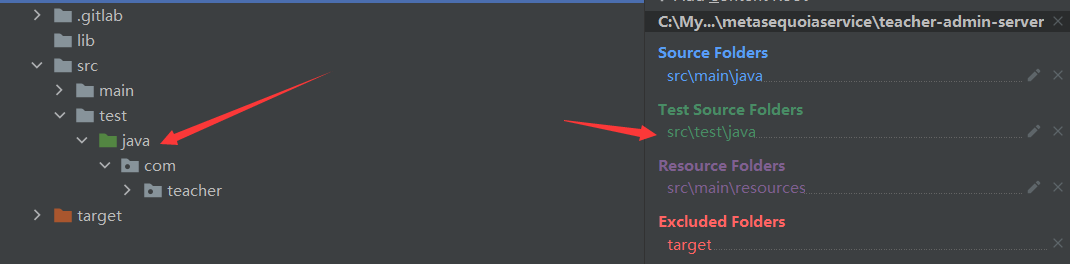 .gitlab
lib
src
main
test
java
com
teacher
target
C:\My...\metasequoiaservice\teacher-admin-server
Source Folders
src\main\java
Test Source Folders
src\test\java
Resource Folders
src\main\resources
Excluded Folders
target